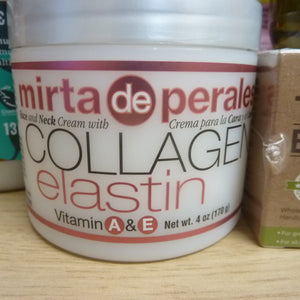 mirta de perales
Face and Neck Cream with Crema para la Cara y
COLLAGEN
elastin
Vitamin A & E Net wt. 4 oz (170 g)
13